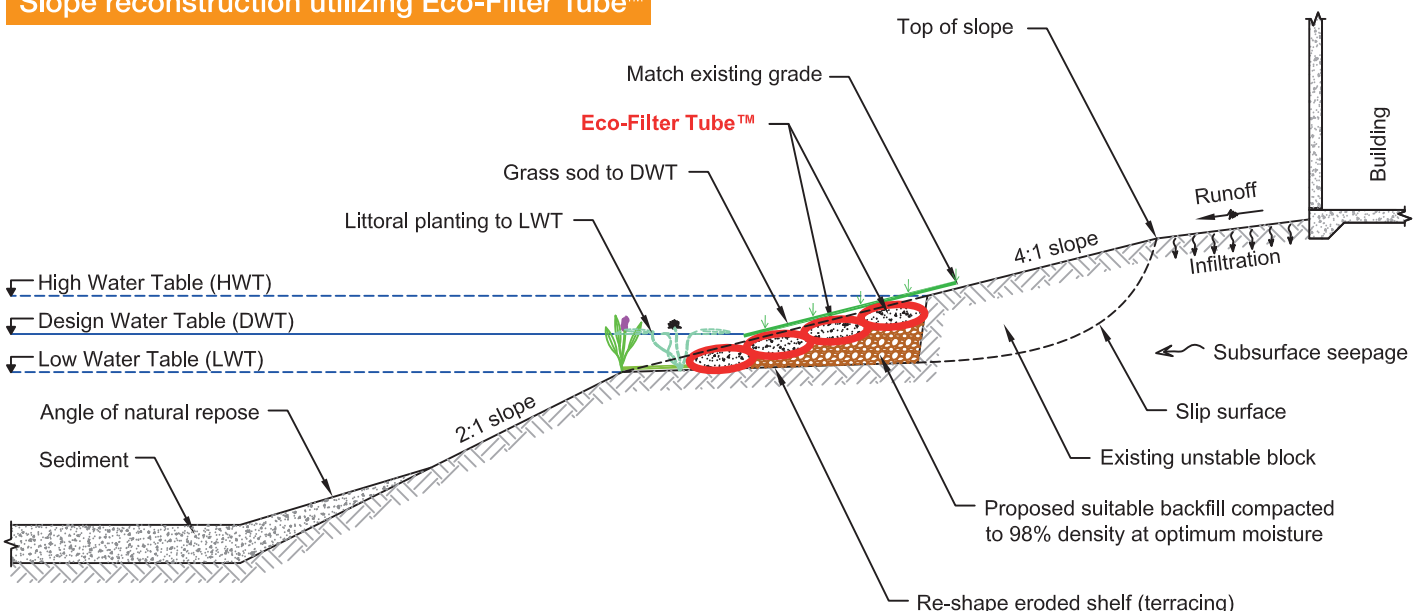 Slope reconstruction utilizing Eco-Filter Tube™
Top of slope
Match existing grade
Eco-Filter Tube™
Grass sod to DWT
Littoral planting to LWT
Building
Runoff
4:1 slope
Infiltration
High Water Table (HWT)
Design Water Table (DWT)
Low Water Table (LWT)
Subsurface seepage
Angle of natural repose
2:1 slope
Slip surface
Sediment
Existing unstable block
Proposed suitable backfill compacted
to 98% density at optimum moisture
Re-shape eroded shelf (terracing)